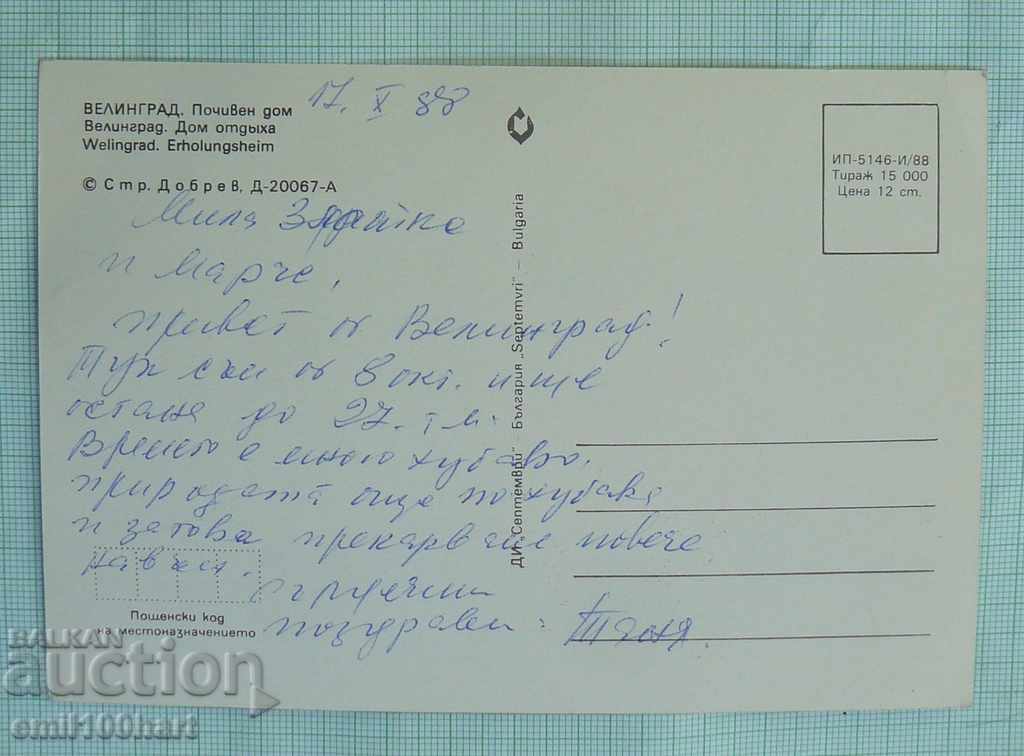 ВЕЛИНГРАД. Почивен дом
Велинград. Дом отдыха
Welingrad. Erholungsheim
© Стр. Добрев, Д-20067-А
17. X 88
ИП-5146-И/88
Тираж 15 000
Цена 12 ст.
Мила
и Марче,
привет от Велинград!
Тук съм от 8 окт. и ще
остана до 27. т.м.
Времето е много хубаво,
природата още по хубава
и затова прекарваме повече
навън.
Сърдечни
поздрави: Таня.
ДИ „Септември" – България „Septemvri" – Bulgaria
Пощенски код
на местоназначението
BALKAN
auction
emil100hart